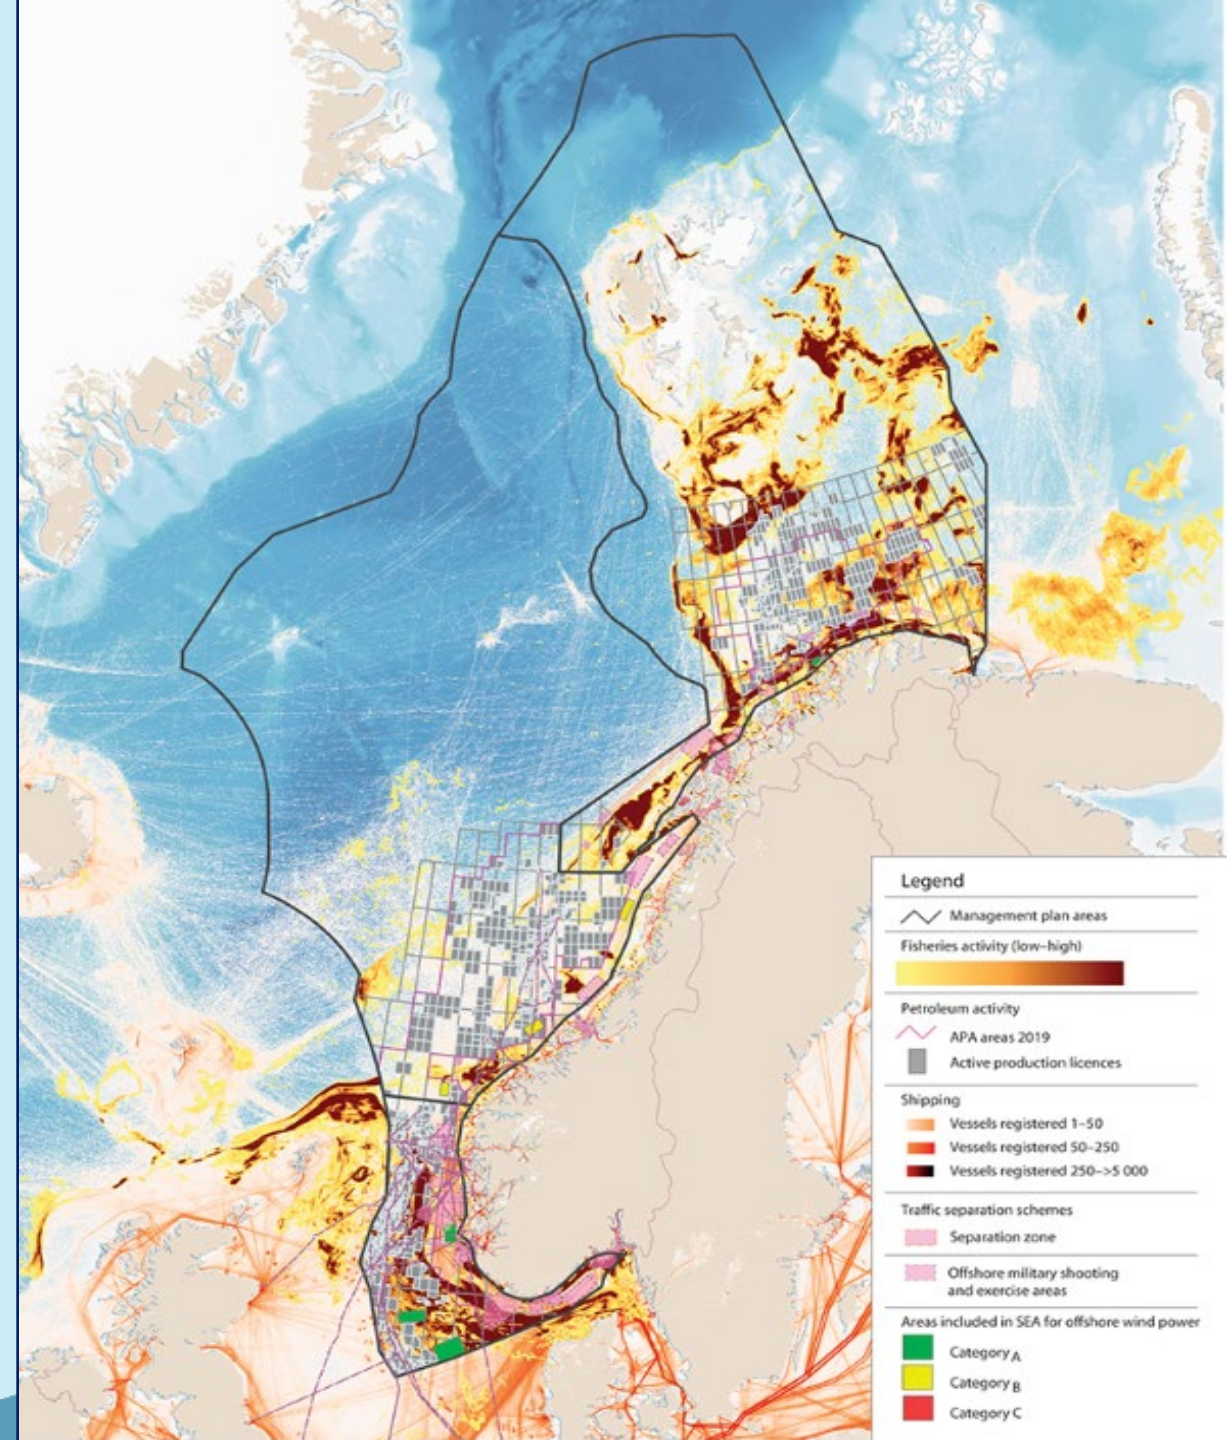 Legend
Management plan areas
Fisheries activity (low–high)
Petroleum activity
APA areas 2019
Active production licences
Shipping
Vessels registered 1–50
Vessels registered 50–250
Vessels registered 250–>5 000
Traffic separation schemes
Separation zone
Offshore military shooting
and exercise areas
Areas included in SEA for offshore wind power
Category A
Category B
Category C